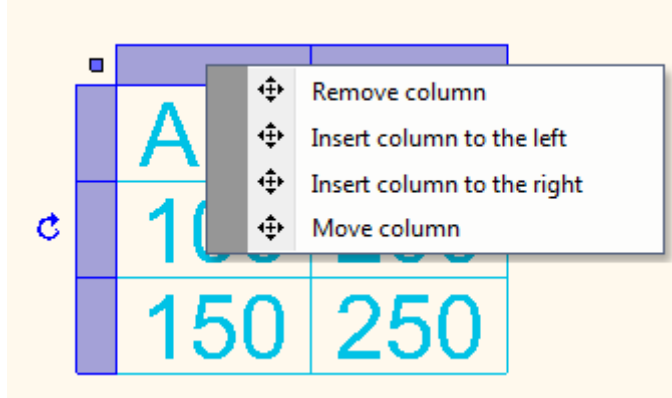 Remove column
A
Insert column to the left
Insert column to the right
Move column
150 250